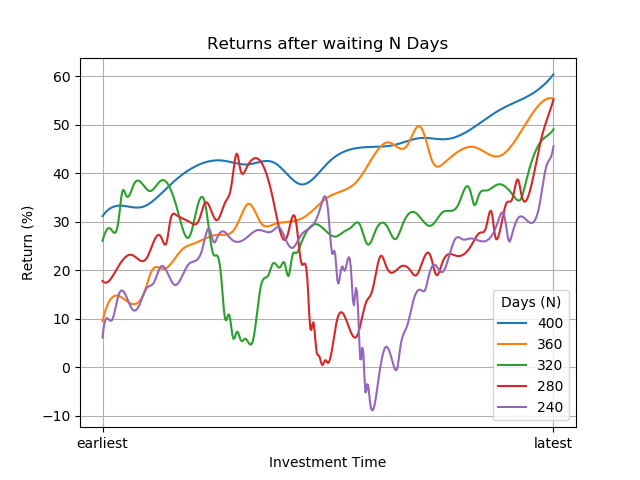 Returns after waiting N Days
Return (%)
60
50
40
30
20
10
0
−10
earliest
latest
Investment Time
Days (N)
400
360
320
280
240